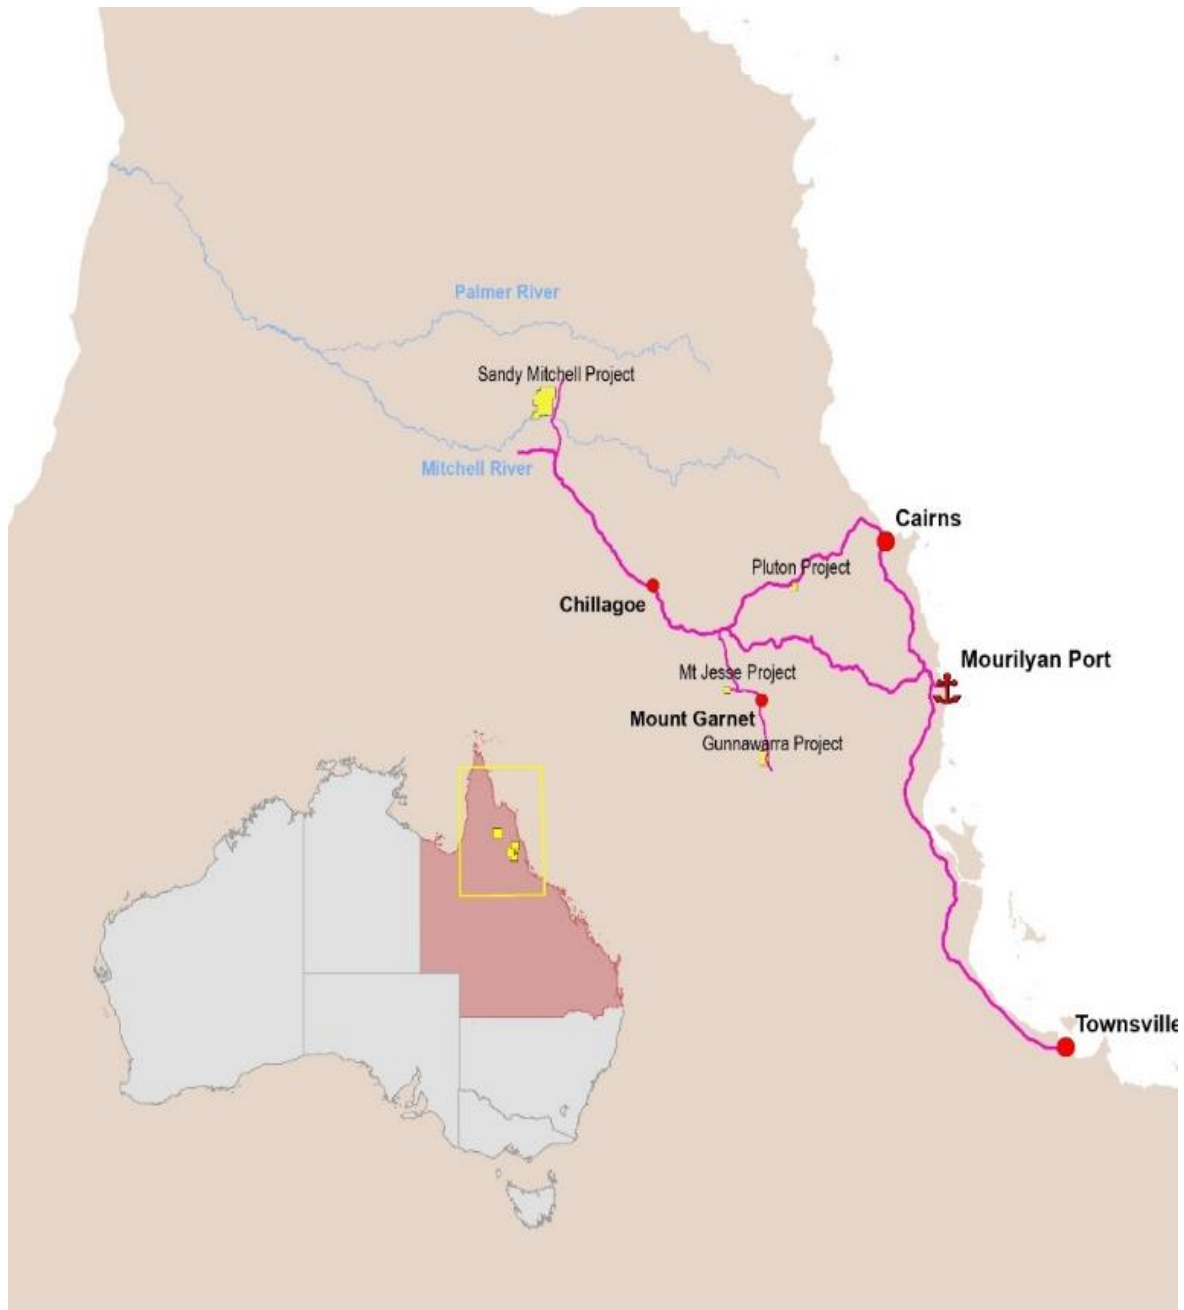 Palmer River
Sandy Mitchell Project
Mitchell River
Cairns
Pluton Project
Chillagoe
Mourilyan Port
Mt Jesse Project
Mount Garnet
Gunnawarra Project
Townsville